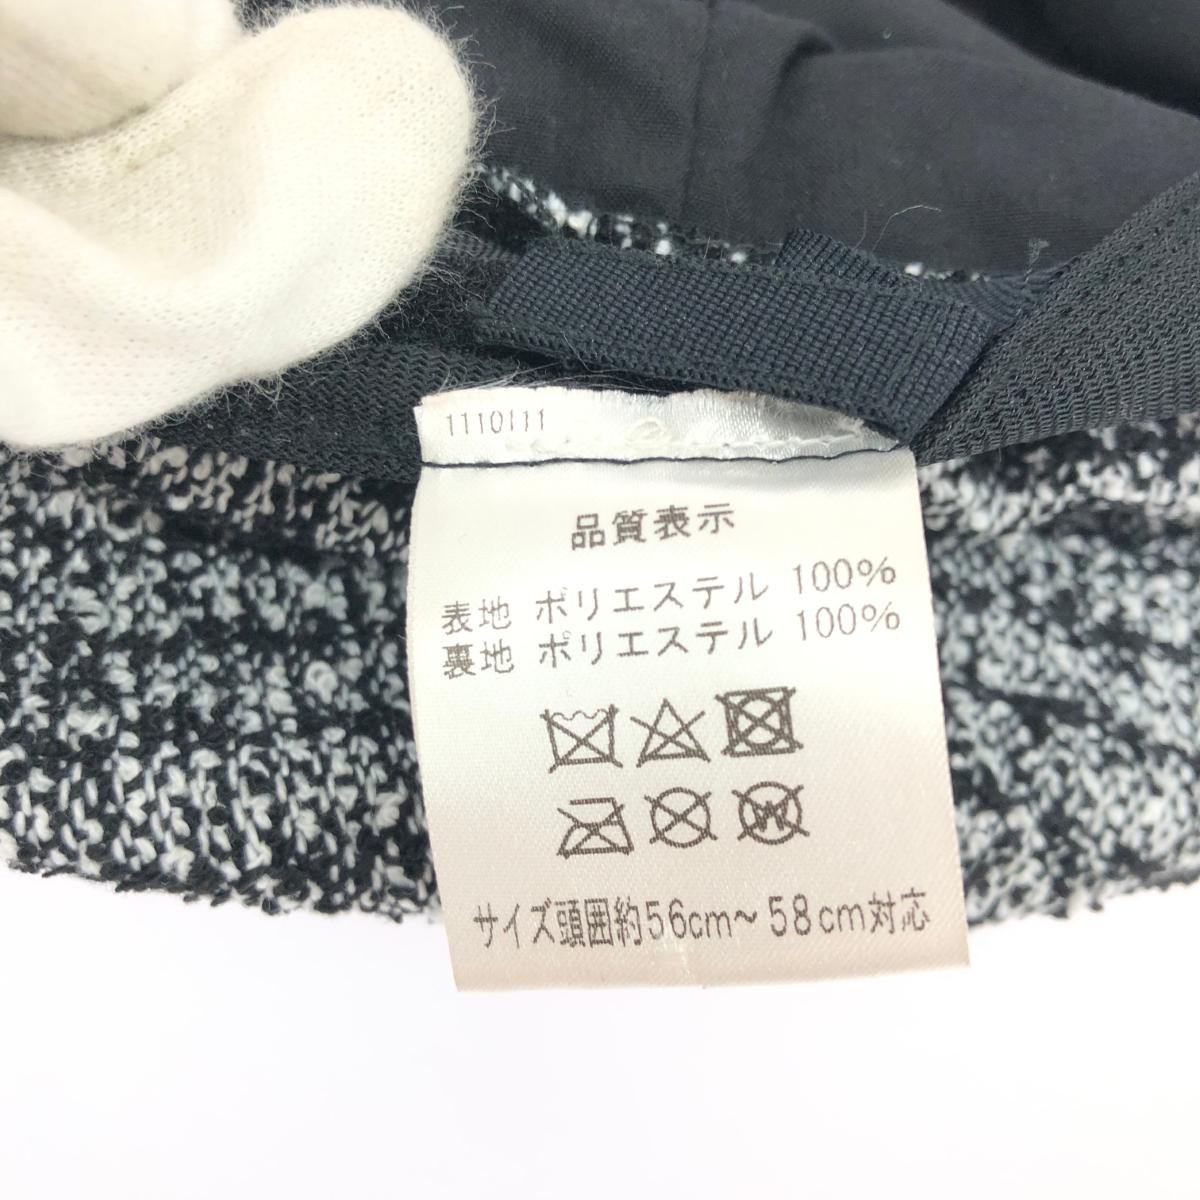 1110111
品質表示
表地 ポリエステル 100%
裏地 ポリエステル 100%
サイズ頭囲約56cm〜58cm対応